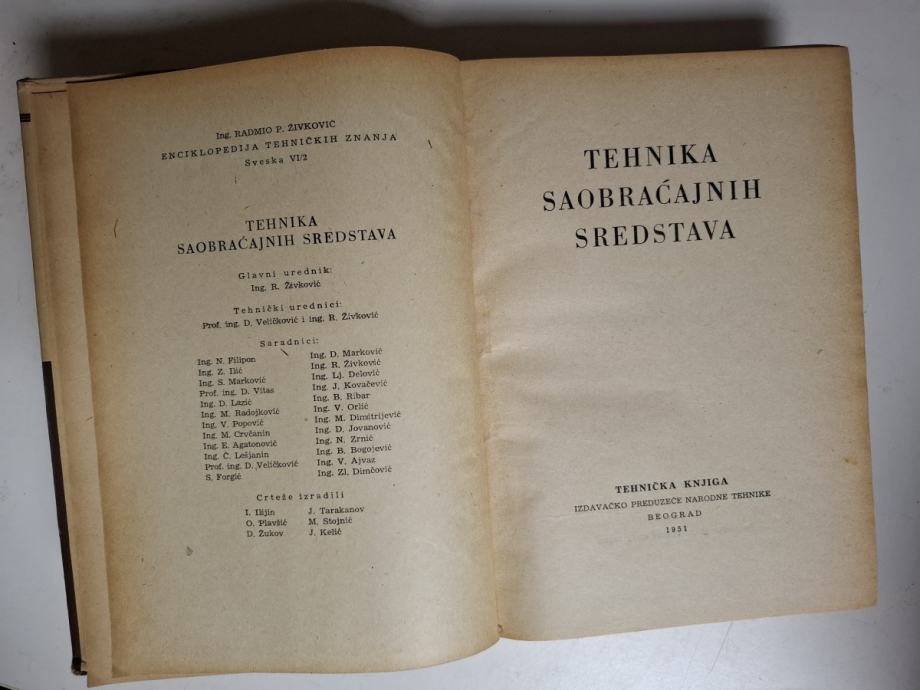 Ing. RADMIO P. ŽIVKOVIĆ
ENCIKLOPEDIJA TEHNIČKIH ZNANJA
Sveska VI/2
TEHNIKA
SAOBRAĆAJNIH SREDSTAVA
Glavni urednik:
Ing. R. Živković
Tehnički urednici:
Prof. ing. D. Veličković i ing. R. Živković
Saradnici:
Ing. N. Filipon
Ing. Z. Ilić
Ing. S. Marković
Prof. ing. D. Vitas
Ing. D. Lazić
Ing. M. Radojković
Ing. V. Popović
Ing. M. Crvčanin
Ing. E. Agatonović
Ing. Č. Lešjanin
Prof. ing. D. Veličković
S. Forgić
Ing. D. Marković
Ing. R. Živković
Ing. Lj. Delović
Ing. J. Kovačević
Ing. B. Ribar
Ing. V. Orlić
Ing. M. Dimitrijević
Ing. D. Jovanović
Ing. N. Zrnić
Ing. B. Bogojević
Ing. V. Ajvaz
Ing. Zl. Dimčović
Crteže izradili
I. Ilijin
O. Plavšić
D. Žukov
J. Tarakanov
M. Stojnić
J. Kelić
TEHNIKA
SAOBRAĆAJNIH
SREDSTAVA
TEHNIČKA KNJIGA
IZDAVAČKO PREDUZEĆE NARODNE TEHNIKE
BEOGRAD
1951